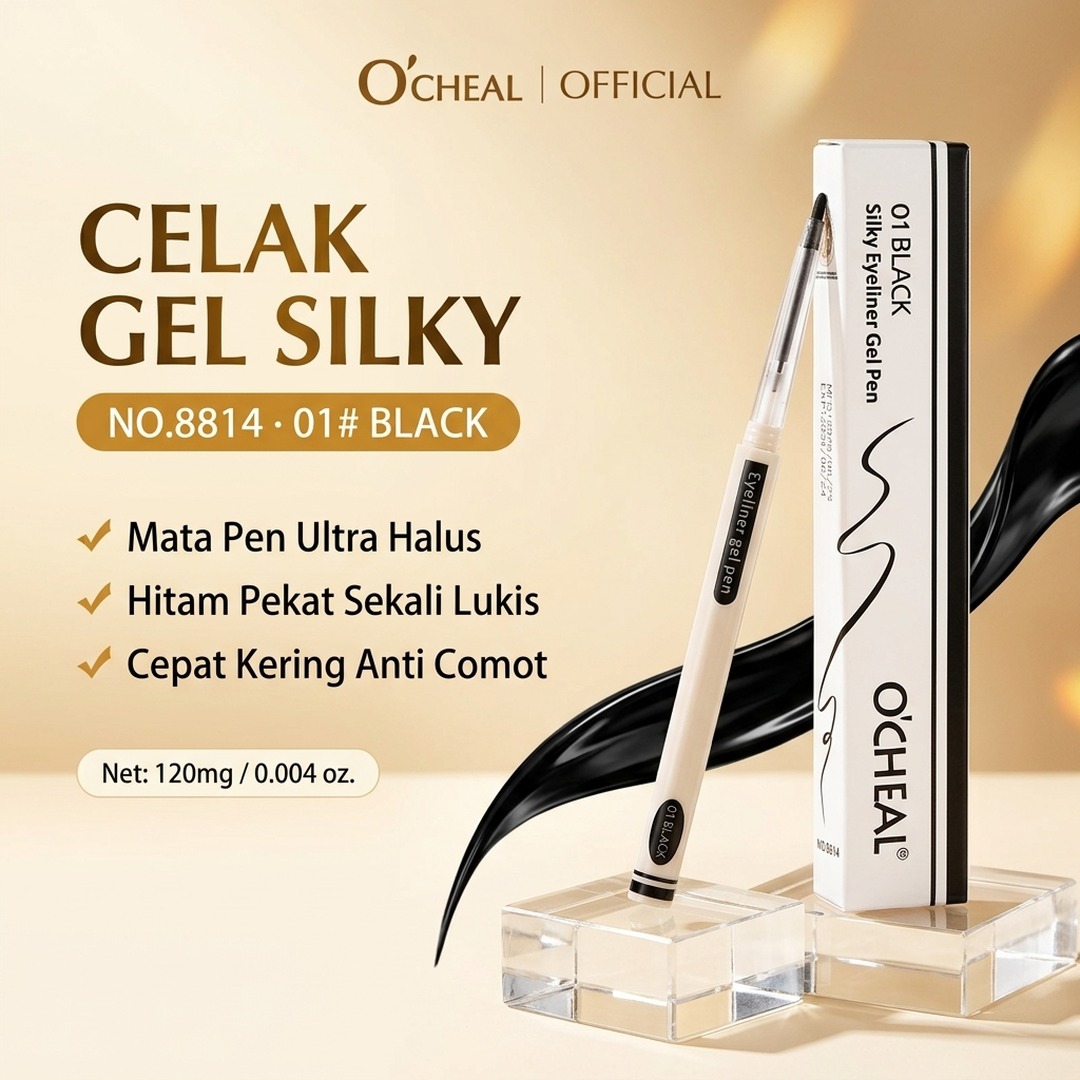 O'CHEAL | OFFICIAL
CELAK
GEL SILKY
NO.8814 · 01# BLACK
Mata Pen Ultra Halus
Hitam Pekat Sekali Lukis
Cepat Kering Anti Comot
Net: 120mg / 0.004 oz.
Eyeliner gel pen
01 BLACK
01 BLACK
Silky Eyeliner Gel Pen
O'CHEAL®